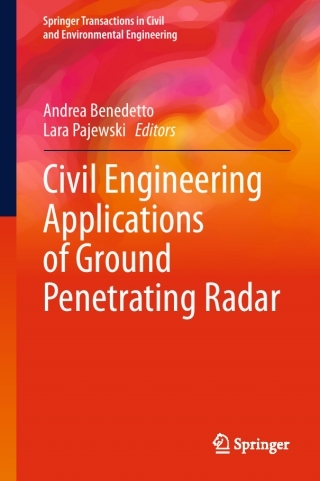 Springer Transactions in Civil
and Environmental Engineering
Andrea Benedetto
Lara Pajewski Editors
Civil Engineering
Applications
of Ground
Penetrating Radar
Springer